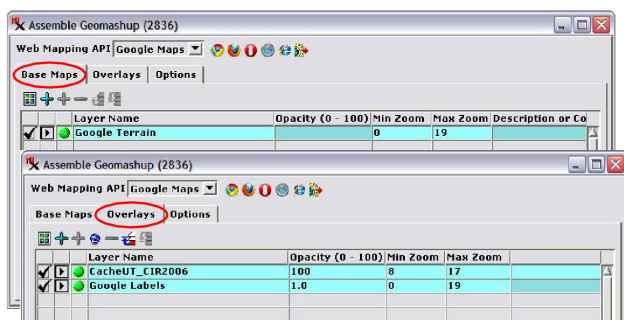 Assemble Geomashup (2836)
Web Mapping API Google Maps
Base Maps Overlays Options
Layer Name Opacity (0 - 100) Min Zoom Max Zoom Description or Co
Google Terrain 0 19
Assemble Geomashup (2836)
Web Mapping API Google Maps
Base Maps Overlays Options
Layer Name Opacity (0 - 100) Min Zoom Max Zoom
CacheUT_CIR2006 100 8 17
Google Labels 1.0 0 19